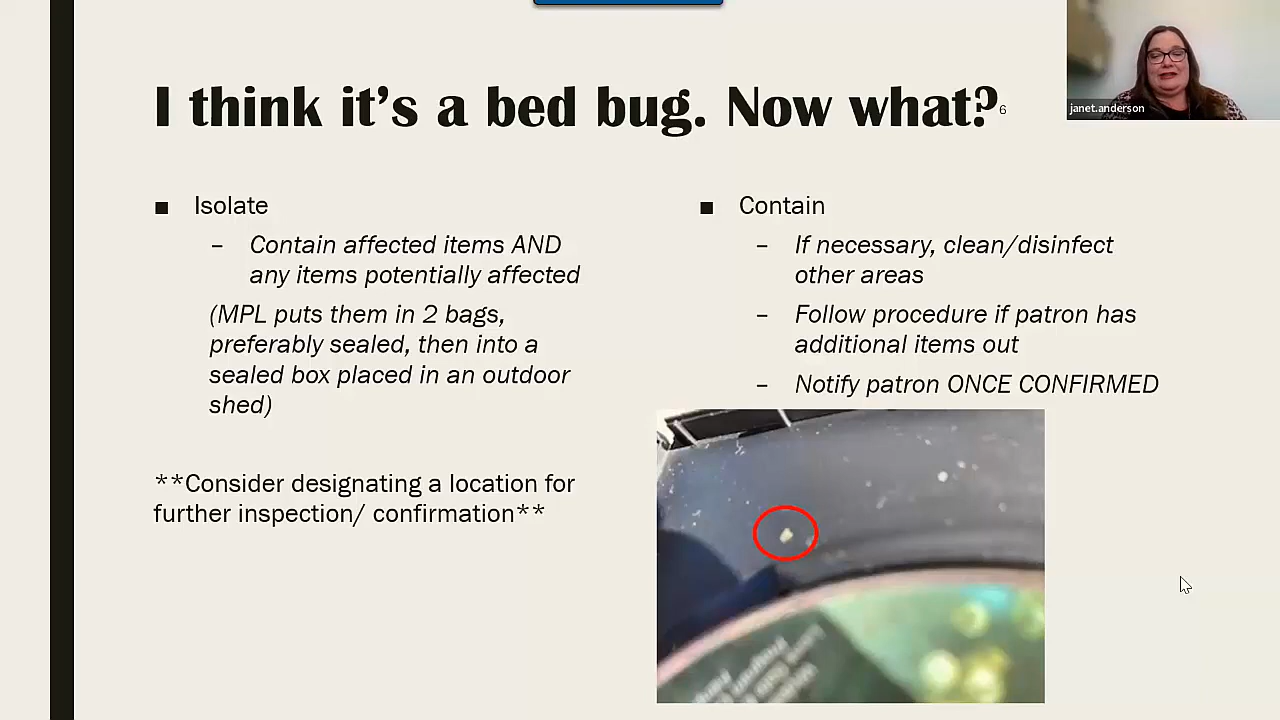 I think it's a bed bug. Now what?6
janet.anderson
■ Isolate
– Contain affected items AND
any items potentially affected
(MPL puts them in 2 bags,
preferably sealed, then into a
sealed box placed in an outdoor
shed)
**Consider designating a location for
further inspection/ confirmation**
■ Contain
– If necessary, clean/disinfect
other areas
– Follow procedure if patron has
additional items out
– Notify patron ONCE CONFIRMED